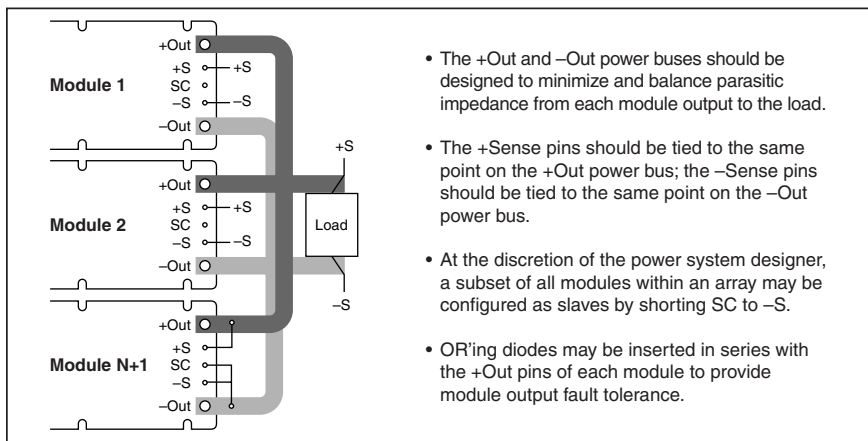 +Out
+S
+S
Module 1
SC
–S
–S
–Out
+Out
+S
+S
Module 2
SC
–S
–S
–Out
+Out
+S
Module N+1
SC
–S
–Out
+S
Load
–S
• The +Out and –Out power buses should be
designed to minimize and balance parasitic
impedance from each module output to the load.
• The +Sense pins should be tied to the same
point on the +Out power bus; the –Sense pins
should be tied to the same point on the –Out
power bus.
• At the discretion of the power system designer,
a subset of all modules within an array may be
configured as slaves by shorting SC to –S.
• OR'ing diodes may be inserted in series with
the +Out pins of each module to provide
module output fault tolerance.